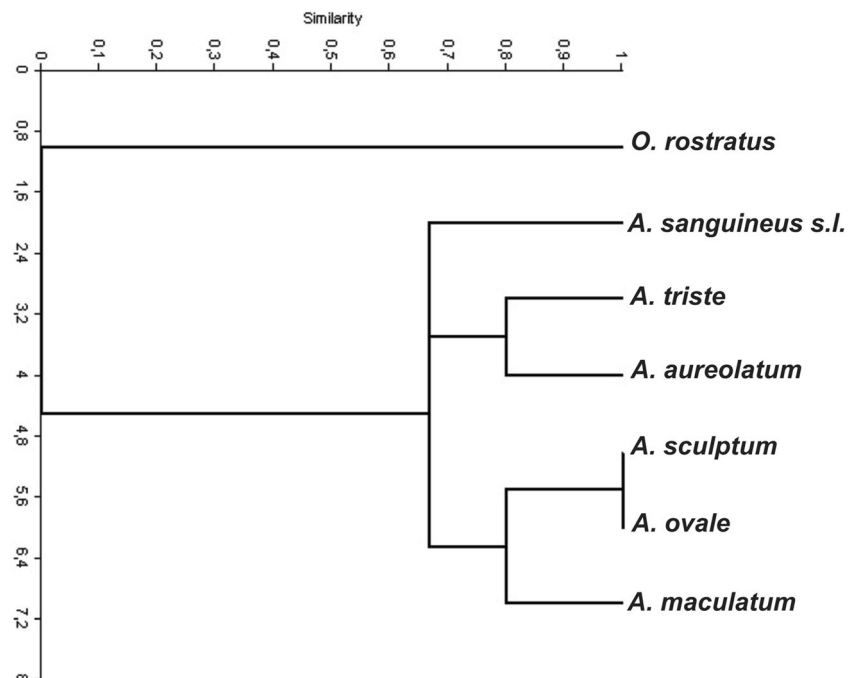 Similarity
0 0,1 0,2 0,3 0,4 0,5 0,6 0,7 0,8 0,9 1
0
0,8
O. rostratus
1,6
A. sanguineus s.l.
2,4
A. triste
3,2
A. aureolatum
4
4,8
A. sculptum
5,6
A. ovale
6,4
A. maculatum
7,2
8